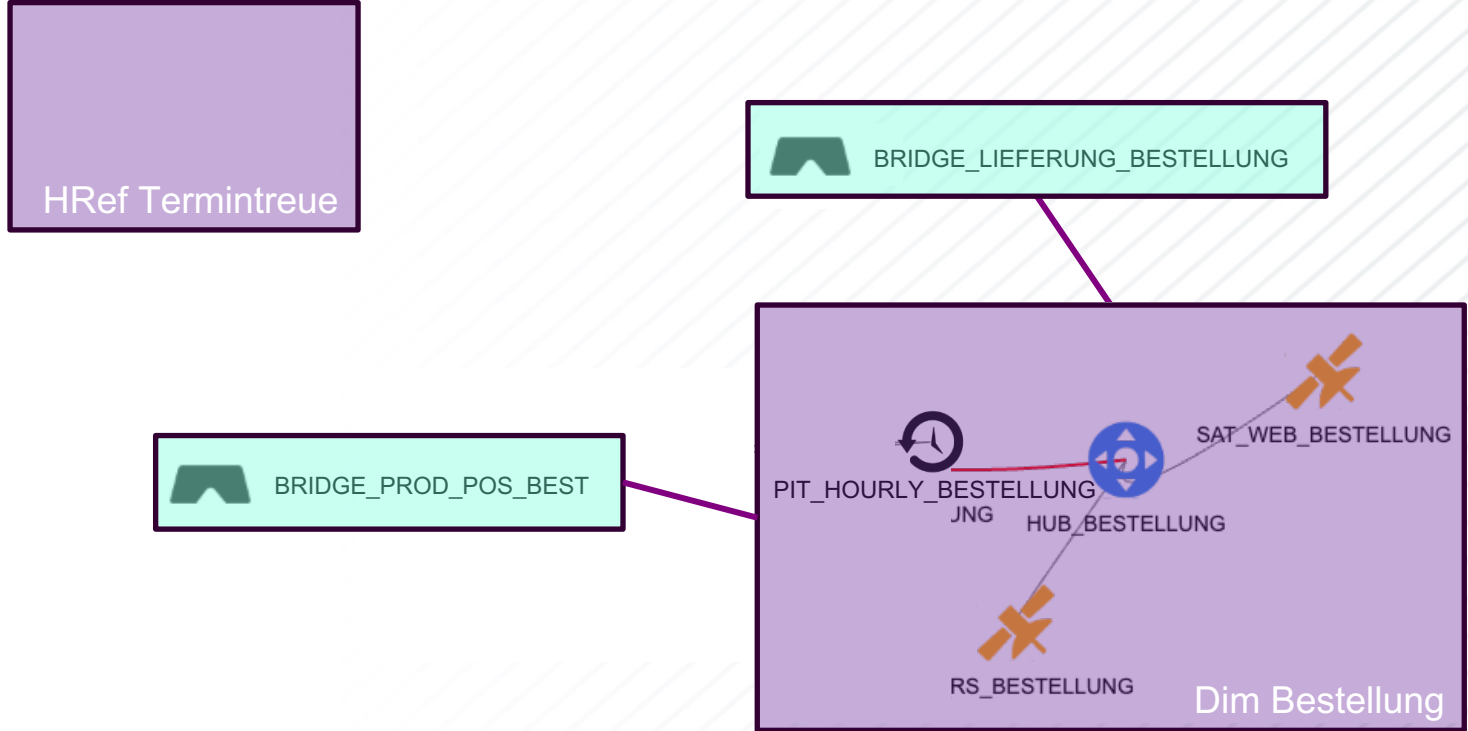 HRef Termintreue
BRIDGE_LIEFERUNG_BESTELLUNG
BRIDGE_PROD_POS_BEST
SAT_WEB_BESTELLUNG
PIT_HOURLY_BESTELLUNG
JNG
HUB_BESTELLUNG
RS_BESTELLUNG
Dim Bestellung